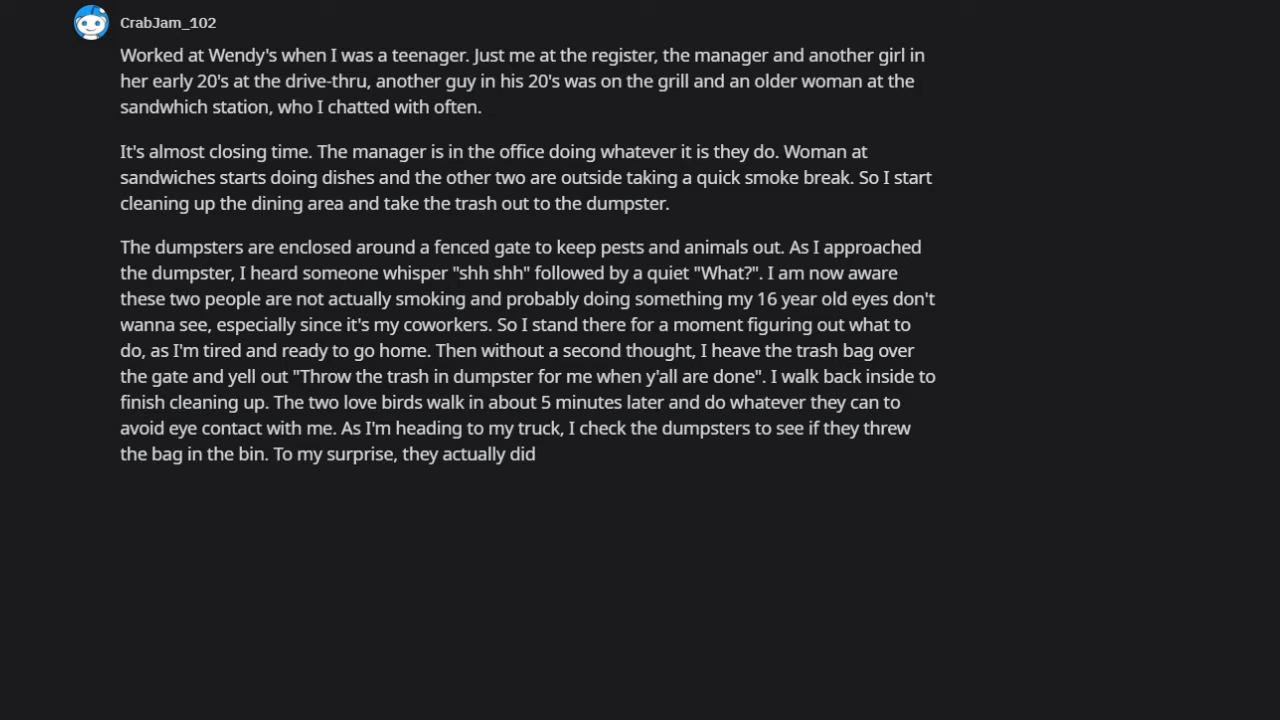 CrabJam_102
Worked at Wendy's when I was a teenager. Just me at the register, the manager and another girl in
her early 20's at the drive-thru, another guy in his 20's was on the grill and an older woman at the
sandwhich station, who I chatted with often.
It's almost closing time. The manager is in the office doing whatever it is they do. Woman at
sandwiches starts doing dishes and the other two are outside taking a quick smoke break. So I start
cleaning up the dining area and take the trash out to the dumpster.
The dumpsters are enclosed around a fenced gate to keep pests and animals out. As I approached
the dumpster, I heard someone whisper "shh shh" followed by a quiet "What?". I am now aware
these two people are not actually smoking and probably doing something my 16 year old eyes don't
wanna see, especially since it's my coworkers. So I stand there for a moment figuring out what to
do, as I'm tired and ready to go home. Then without a second thought, I heave the trash bag over
the gate and yell out "Throw the trash in dumpster for me when y'all are done". I walk back inside to
finish cleaning up. The two love birds walk in about 5 minutes later and do whatever they can to
avoid eye contact with me. As I'm heading to my truck, I check the dumpsters to see if they threw
the bag in the bin. To my surprise, they actually did